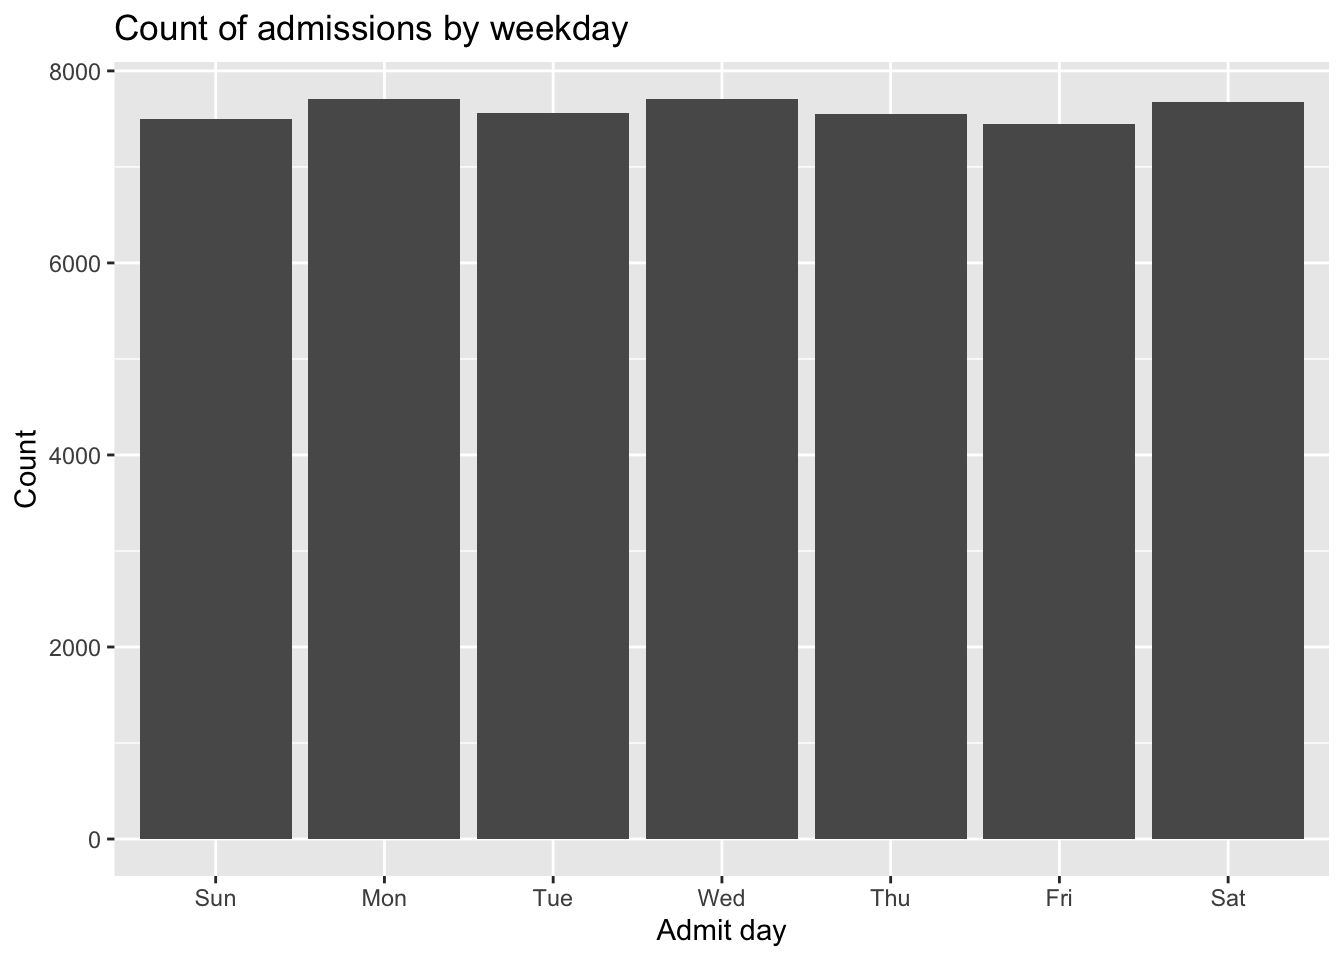 Count of admissions by weekday
8000
6000
4000
2000
0
Count
Sun Mon Tue Wed Thu Fri Sat
Admit day